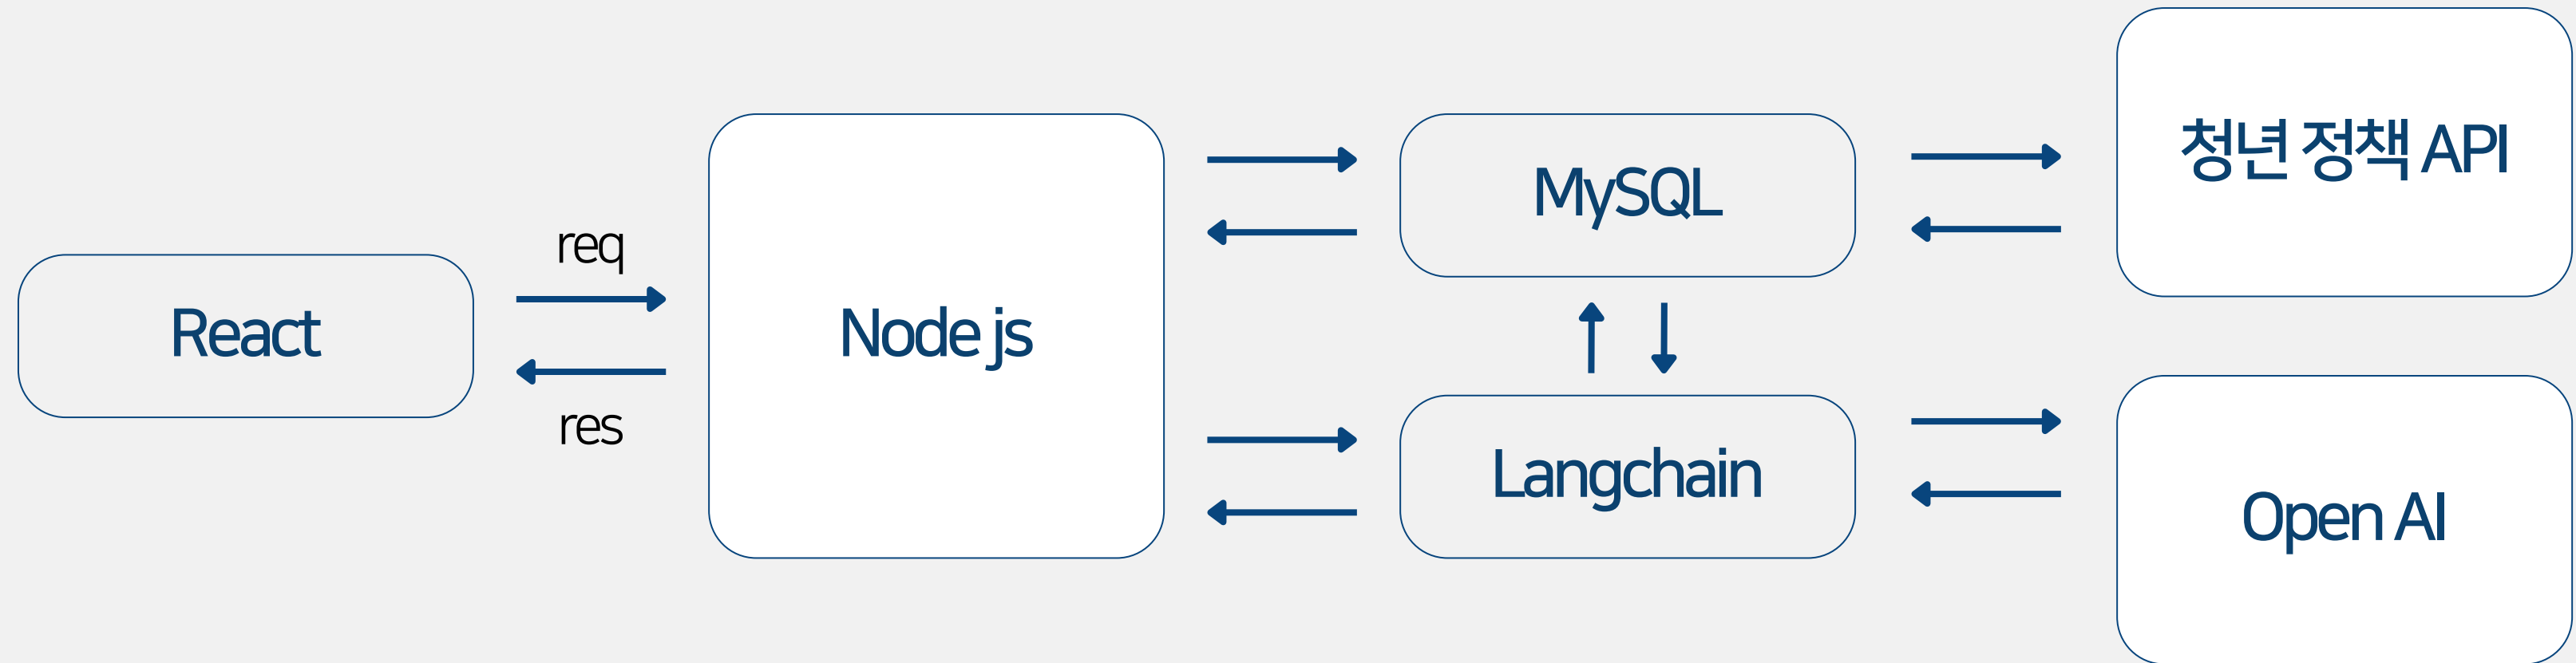 React
req
res
Node js
MySQL
Langchain
청년 정책 API
Open AI